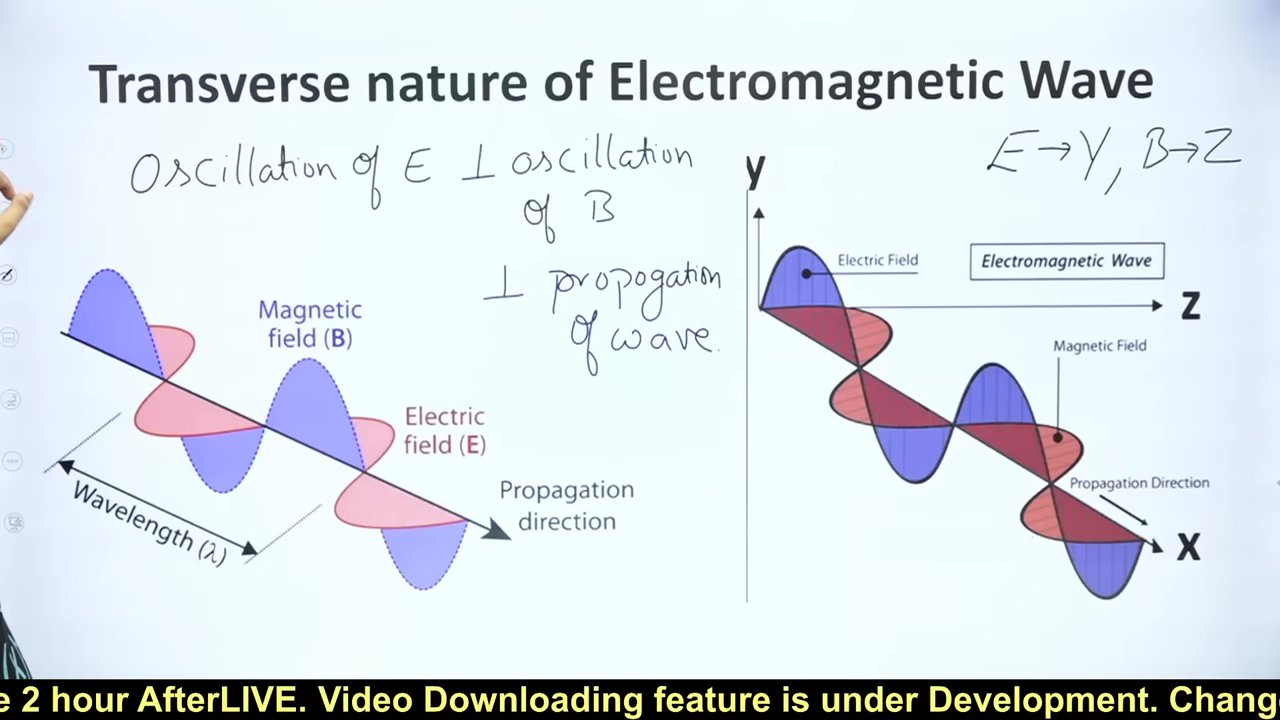 Transverse nature of Electromagnetic Wave
Oscillation of E ⊥ oscillation
of B
⊥ propogation
of wave.
E→Y, B→Z
Magnetic
field (B)
Electric
field (E)
Propagation
direction
Wavelength (λ)
y
Electric Field
Electromagnetic Wave
Z
Magnetic Field
Propagation Direction
X
e 2 hour AfterLIVE. Video Downloading feature is under Development. Chang